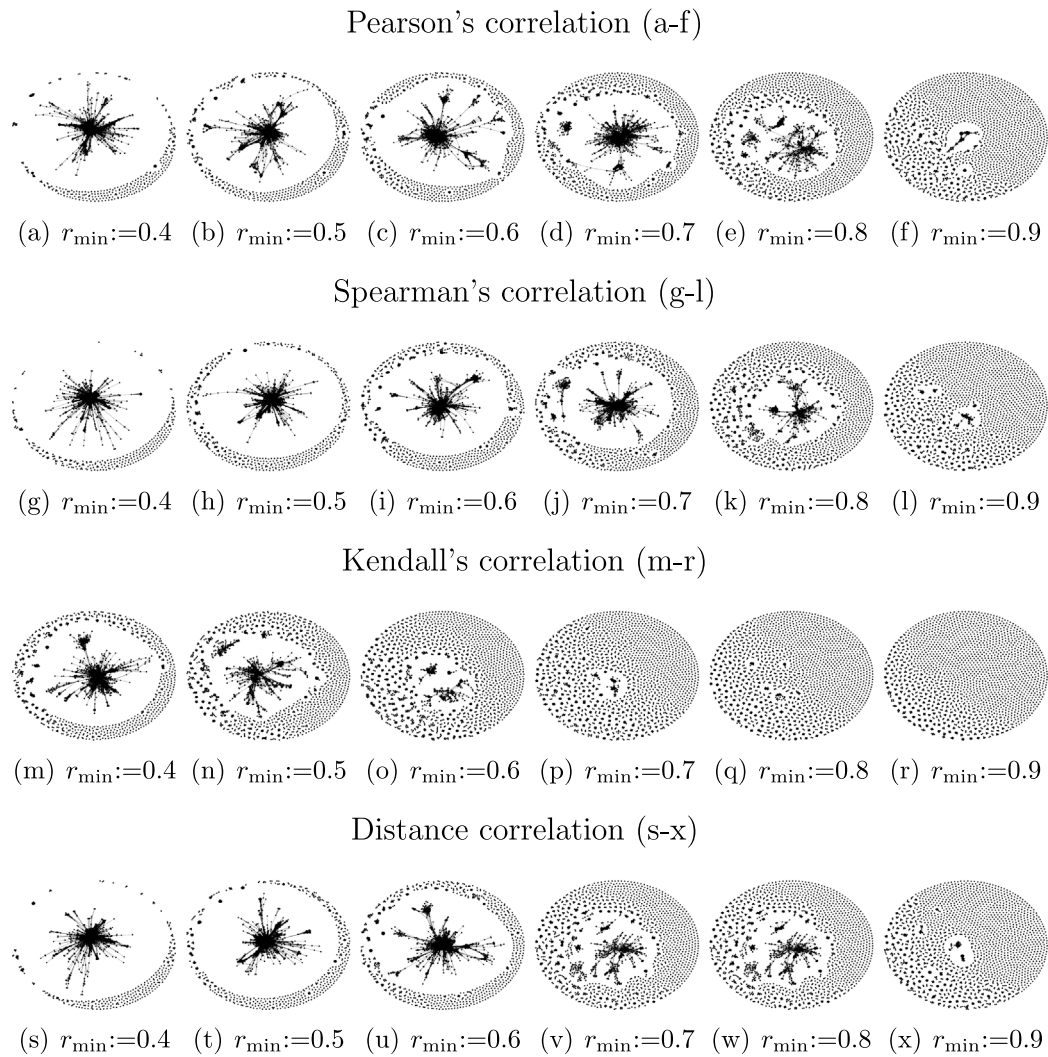 Pearson's correlation (a-f)
(a) r_min:=0.4 (b) r_min:=0.5 (c) r_min:=0.6 (d) r_min:=0.7 (e) r_min:=0.8 (f) r_min:=0.9
Spearman's correlation (g-l)
(g) r_min:=0.4 (h) r_min:=0.5 (i) r_min:=0.6 (j) r_min:=0.7 (k) r_min:=0.8 (l) r_min:=0.9
Kendall's correlation (m-r)
(m) r_min:=0.4 (n) r_min:=0.5 (o) r_min:=0.6 (p) r_min:=0.7 (q) r_min:=0.8 (r) r_min:=0.9
Distance correlation (s-x)
(s) r_min:=0.4 (t) r_min:=0.5 (u) r_min:=0.6 (v) r_min:=0.7 (w) r_min:=0.8 (x) r_min:=0.9